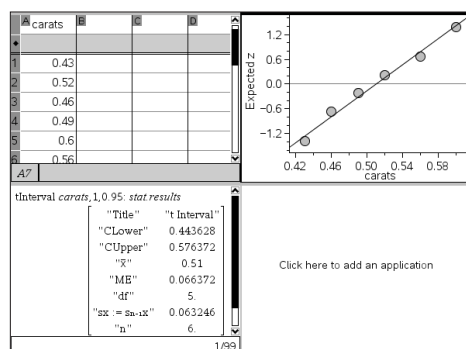 A carats B C D
♦
1 0.43
2 0.52
3 0.46
4 0.49
5 0.6
6 0.56
A7
Expected z
1.2
0.6
0.0
-0.6
-1.2
0.42 0.46 0.50 0.54 0.58
carats
tInterval carats,1,0.95: stat.results
"Title" "t Interval"
"CLower" 0.443628
"CUpper" 0.576372
"x̄" 0.51
"ME" 0.066372
"df" 5.
"sx := sn-1x" 0.063246
"n" 6.
1/99
Click here to add an application